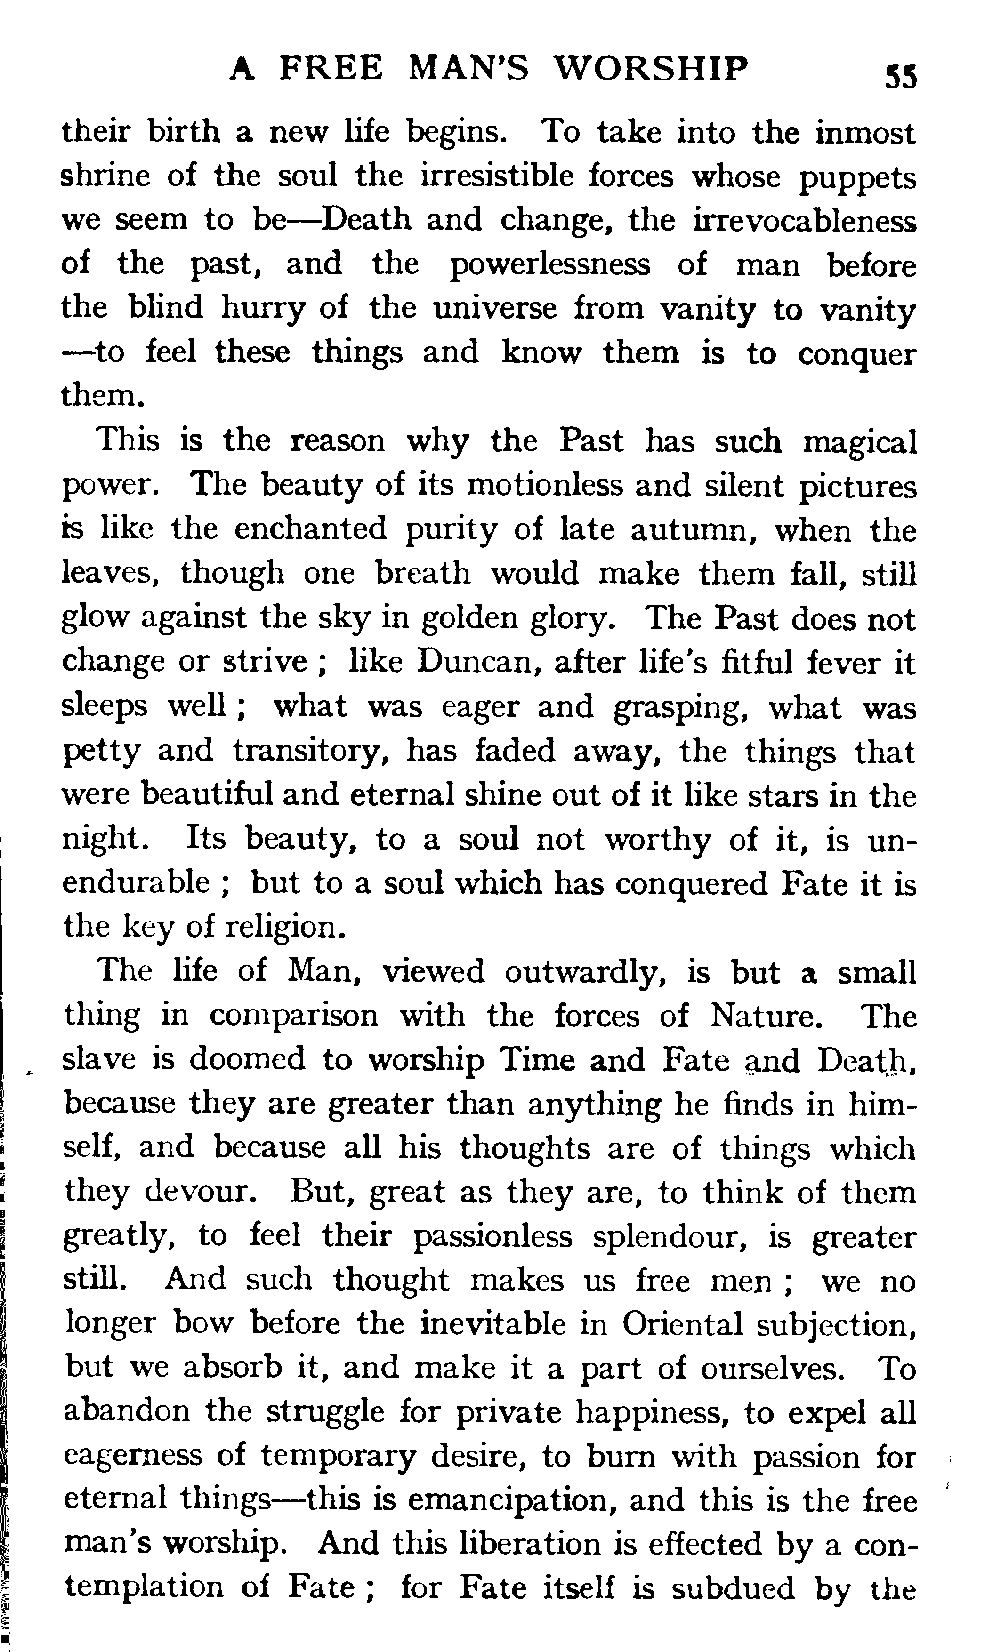 A FREE MAN'S WORSHIP 55
their birth a new life begins. To take into the inmost
shrine of the soul the irresistible forces whose puppets
we seem to be—Death and change, the irrevocableness
of the past, and the powerlessness of man before
the blind hurry of the universe from vanity to vanity
—to feel these things and know them is to conquer
them.
This is the reason why the Past has such magical
power. The beauty of its motionless and silent pictures
is like the enchanted purity of late autumn, when the
leaves, though one breath would make them fall, still
glow against the sky in golden glory. The Past does not
change or strive ; like Duncan, after life's fitful fever it
sleeps well ; what was eager and grasping, what was
petty and transitory, has faded away, the things that
were beautiful and eternal shine out of it like stars in the
night. Its beauty, to a soul not worthy of it, is un-
endurable ; but to a soul which has conquered Fate it is
the key of religion.
The life of Man, viewed outwardly, is but a small
thing in comparison with the forces of Nature. The
slave is doomed to worship Time and Fate and Death,
because they are greater than anything he finds in him-
self, and because all his thoughts are of things which
they devour. But, great as they are, to think of them
greatly, to feel their passionless splendour, is greater
still. And such thought makes us free men ; we no
longer bow before the inevitable in Oriental subjection,
but we absorb it, and make it a part of ourselves. To
abandon the struggle for private happiness, to expel all
eagerness of temporary desire, to burn with passion for
eternal things—this is emancipation, and this is the free
man's worship. And this liberation is effected by a con-
templation of Fate ; for Fate itself is subdued by the